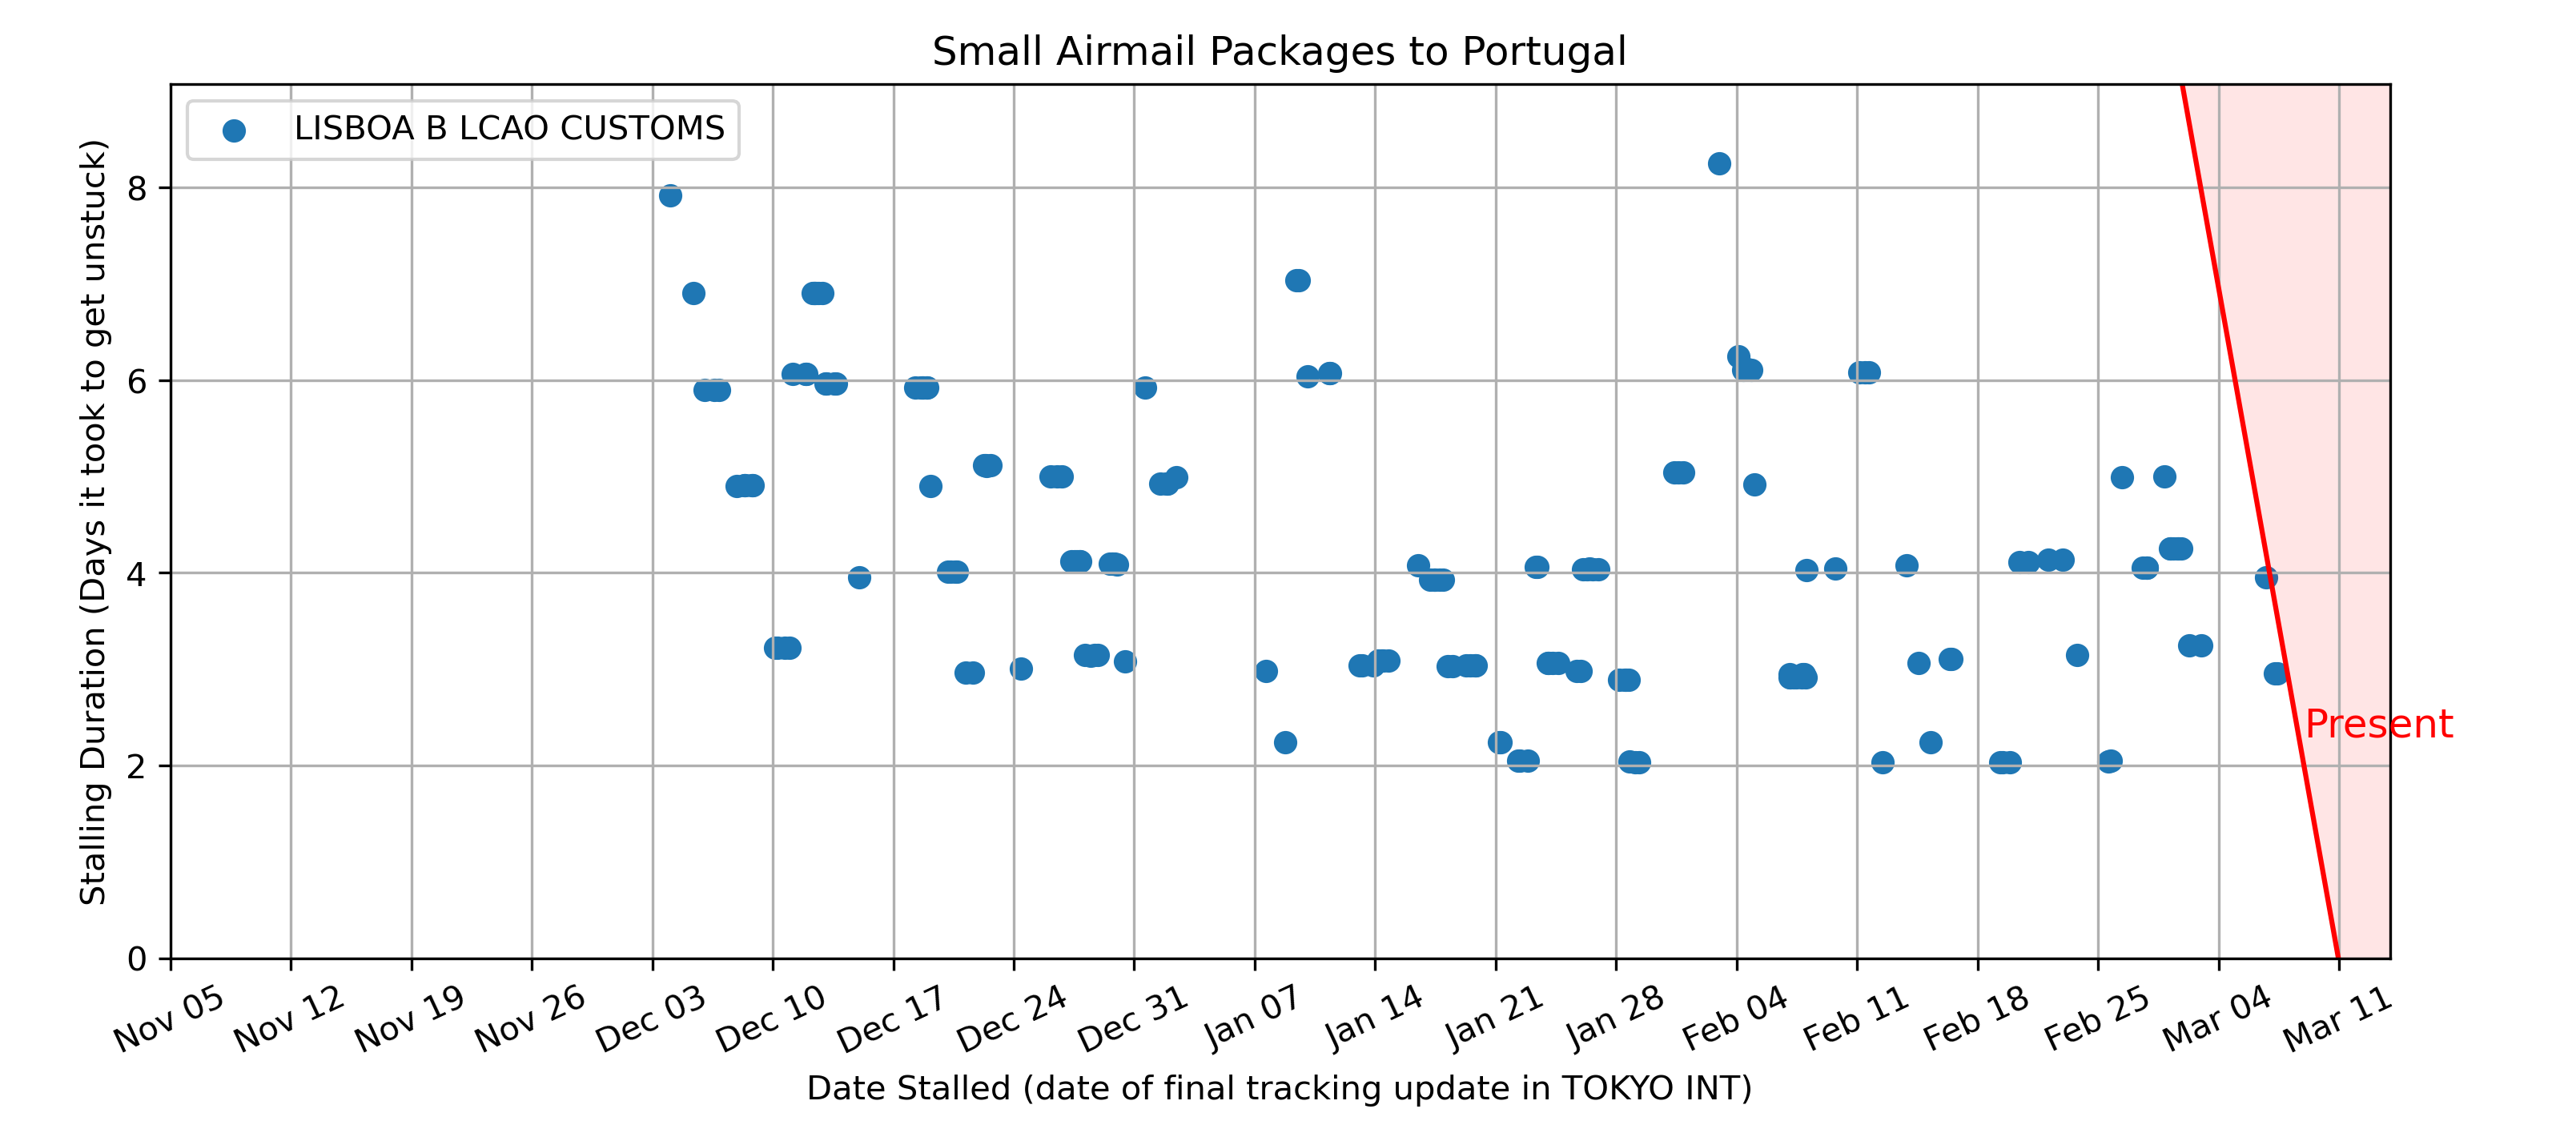 Small Airmail Packages to Portugal
LISBOA B LCAO CUSTOMS
Stalling Duration (Days it took to get unstuck)
8
6
4
2
0
Present
Nov 05
Nov 12
Nov 19
Nov 26
Dec 03
Dec 10
Dec 17
Dec 24
Dec 31
Jan 07
Jan 14
Jan 21
Jan 28
Feb 04
Feb 11
Feb 18
Feb 25
Mar 04
Mar 11
Date Stalled (date of final tracking update in TOKYO INT)